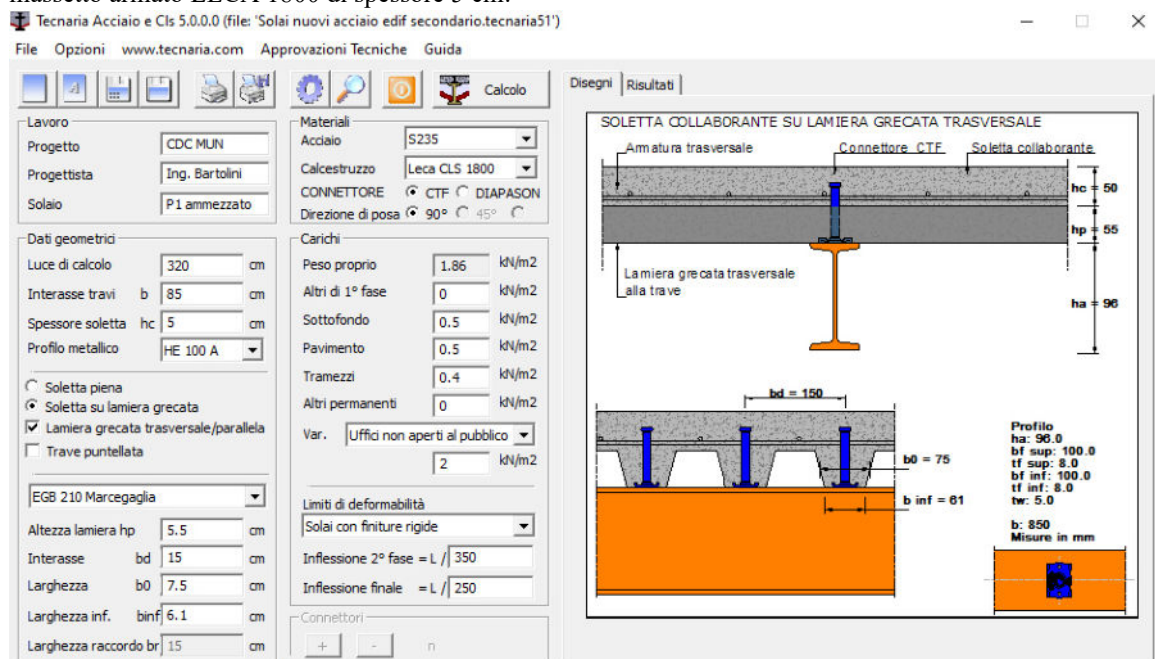 massetto armato LECA 1800 di spessore 5 cm.
Tecnaria Acciaio e Cls 5.0.0.0 (file: 'Solai nuovi acciaio edif secondario.tecnaria51')
File Opzioni www.tecnaria.com Approvazioni Tecniche Guida
Calcolo
Lavoro
Progetto CDC MUN
Progettista Ing. Bartolini
Solaio P1 ammezzato
Dati geometrici
Luce di calcolo 320 cm
Interasse travi b 85 cm
Spessore soletta hc 5 cm
Profilo metallico HE 100 A
Soletta piena
Soletta su lamiera grecata
Lamiera grecata trasversale/parallela
Trave puntellata
EGB 210 Marcegaglia
Altezza lamiera hp 5.5 cm
Interasse bd 15 cm
Larghezza b0 7.5 cm
Larghezza inf. binf 6.1 cm
Larghezza raccordo br 15 cm
Materiali
Acciaio S235
Calcestruzzo Leca CLS 1800
CONNETTORE CTF DIAPASON
Direzione di posa 90° 45°
Carichi
Peso proprio 1.86 kN/m2
Altri di 1° fase 0 kN/m2
Sottofondo 0.5 kN/m2
Pavimento 0.5 kN/m2
Tramezzi 0.4 kN/m2
Altri permanenti 0 kN/m2
Var. Uffici non aperti al pubblico
2 kN/m2
Limiti di deformabilità
Solai con finiture rigide
Inflessione 2° fase = L / 350
Inflessione finale = L / 250
Connettori
+ - n
Disegni Risultati
SOLETTA COLLABORANTE SU LAMIERA GRECATA TRASVERSALE
Armatura trasversale Connettore CTF Soletta collaborante
hc = 50
hp = 55
Lamiera grecata trasversale
alla trave
ha = 96
bd = 150
b0 = 75
b inf = 61
Profilo
ha: 96.0
bf sup: 100.0
tf sup: 8.0
bf inf: 100.0
tf inf: 8.0
tw: 5.0
b: 850
Misure in mm